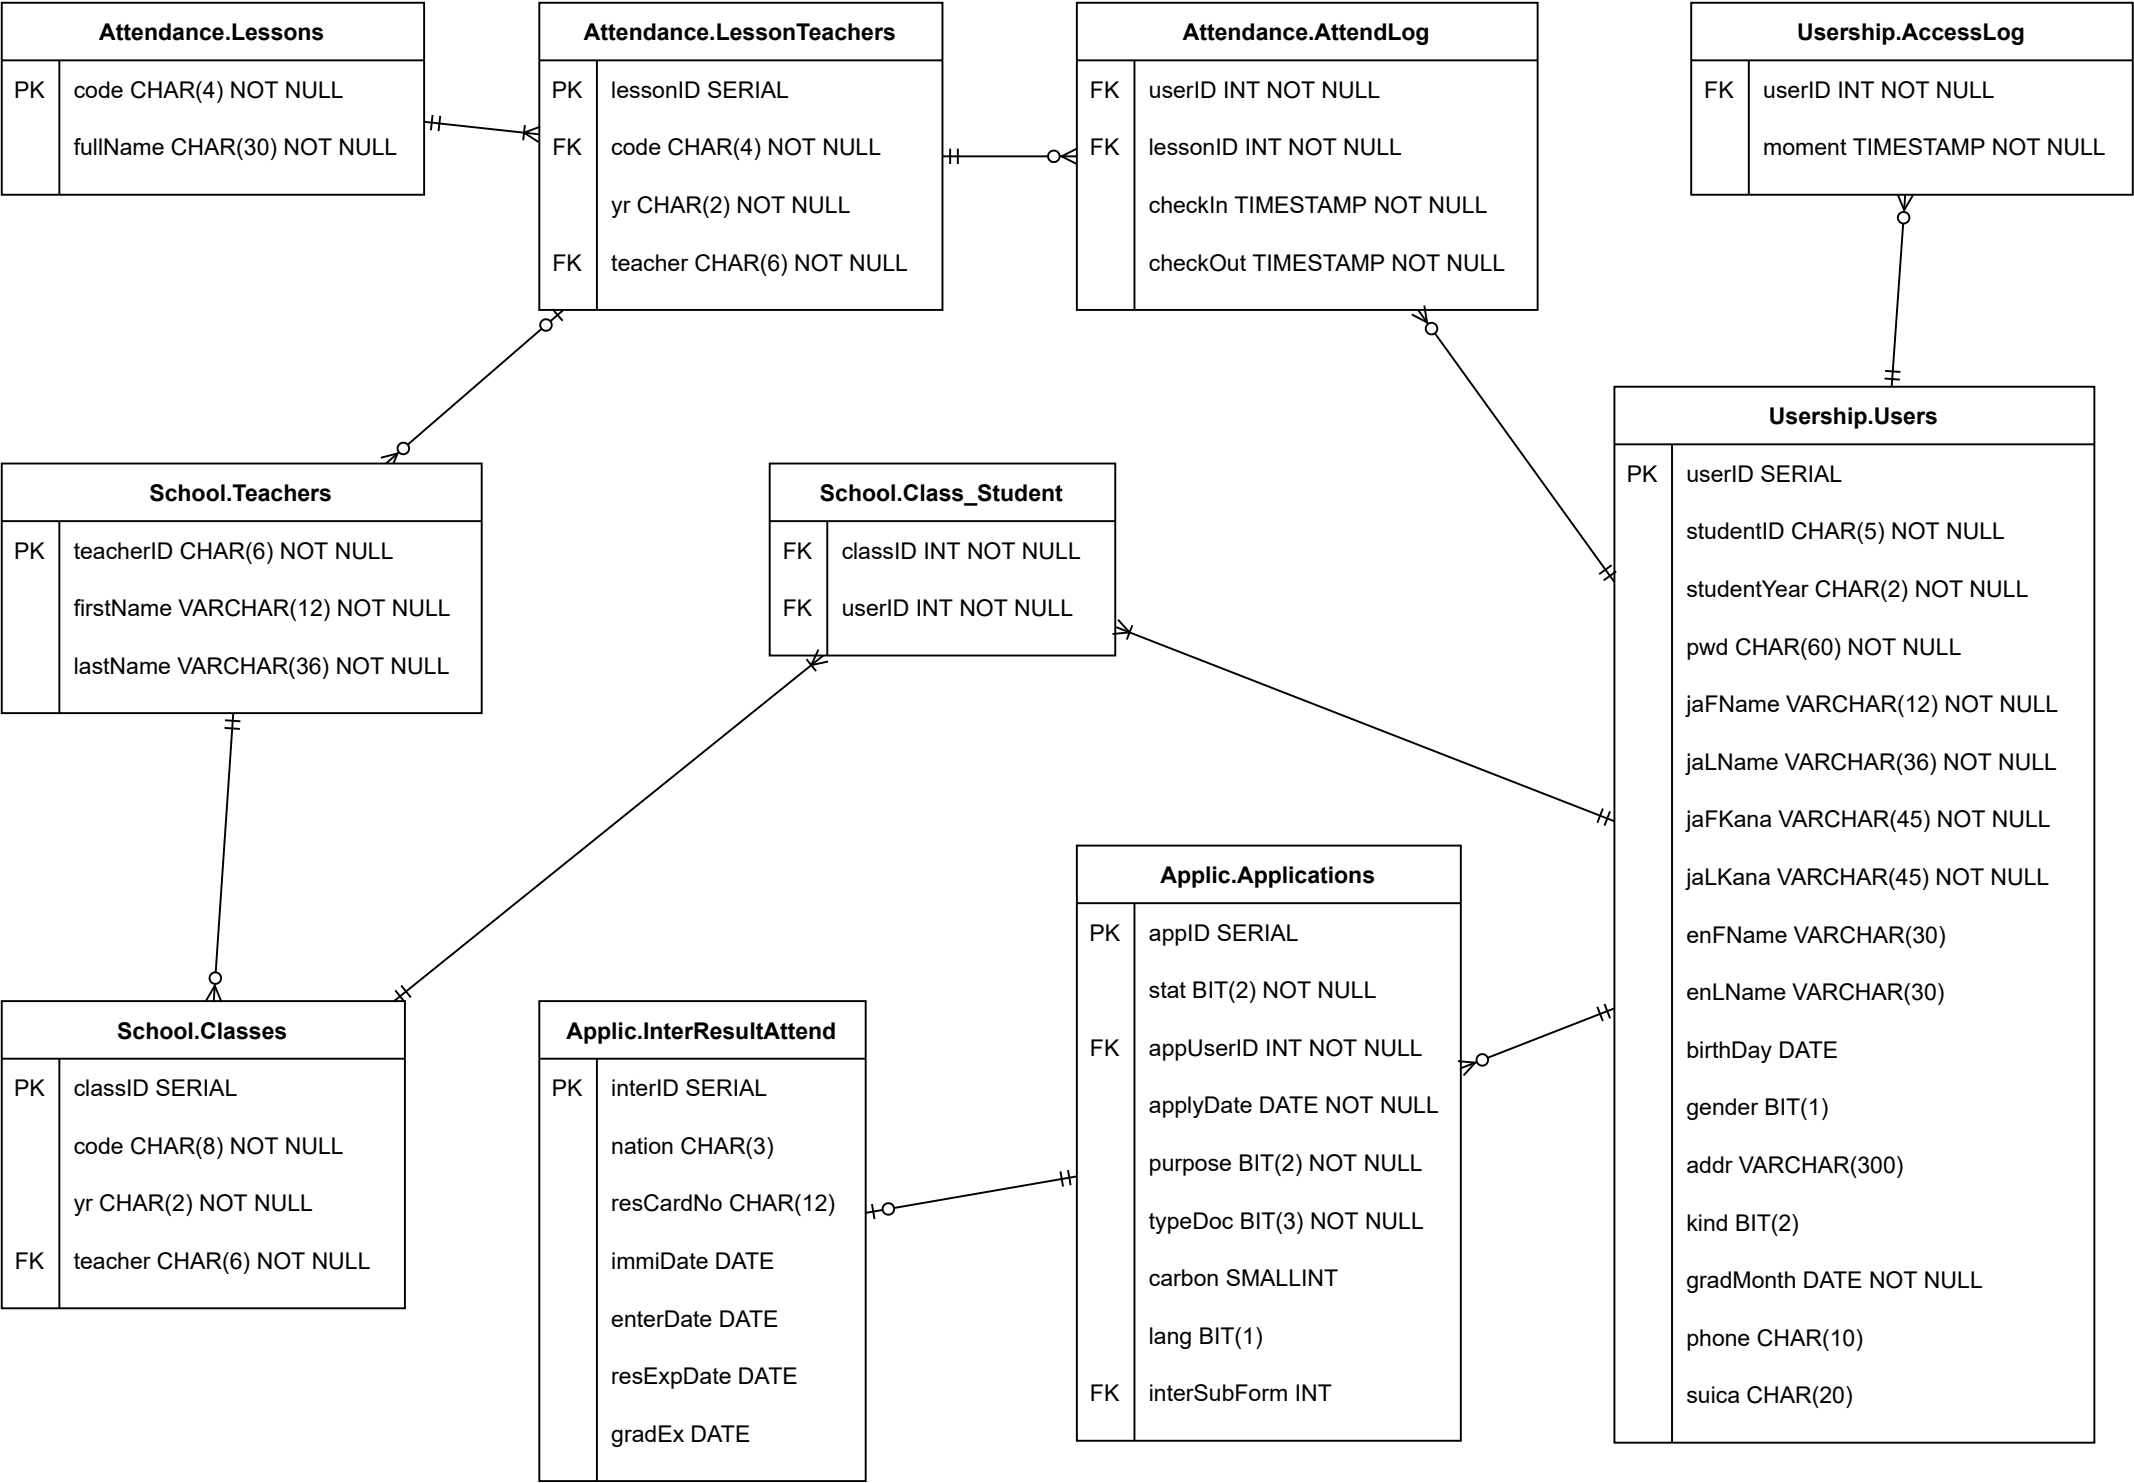 Attendance.Lessons
PK code CHAR(4) NOT NULL
fullName CHAR(30) NOT NULL
Attendance.LessonTeachers
PK lessonID SERIAL
FK code CHAR(4) NOT NULL
yr CHAR(2) NOT NULL
FK teacher CHAR(6) NOT NULL
Attendance.AttendLog
FK userID INT NOT NULL
FK lessonID INT NOT NULL
checkIn TIMESTAMP NOT NULL
checkOut TIMESTAMP NOT NULL
Usership.AccessLog
FK userID INT NOT NULL
moment TIMESTAMP NOT NULL
School.Teachers
PK teacherID CHAR(6) NOT NULL
firstName VARCHAR(12) NOT NULL
lastName VARCHAR(36) NOT NULL
School.Class_Student
FK classID INT NOT NULL
FK userID INT NOT NULL
Usership.Users
PK userID SERIAL
studentID CHAR(5) NOT NULL
studentYear CHAR(2) NOT NULL
pwd CHAR(60) NOT NULL
jaFName VARCHAR(12) NOT NULL
jaLName VARCHAR(36) NOT NULL
jaFKana VARCHAR(45) NOT NULL
jaLKana VARCHAR(45) NOT NULL
enFName VARCHAR(30)
enLName VARCHAR(30)
birthDay DATE
gender BIT(1)
addr VARCHAR(300)
kind BIT(2)
gradMonth DATE NOT NULL
phone CHAR(10)
suica CHAR(20)
School.Classes
PK classID SERIAL
code CHAR(8) NOT NULL
yr CHAR(2) NOT NULL
FK teacher CHAR(6) NOT NULL
Applic.InterResultAttend
PK interID SERIAL
nation CHAR(3)
resCardNo CHAR(12)
immiDate DATE
enterDate DATE
resExpDate DATE
gradEx DATE
Applic.Applications
PK appID SERIAL
stat BIT(2) NOT NULL
FK appUserID INT NOT NULL
applyDate DATE NOT NULL
purpose BIT(2) NOT NULL
typeDoc BIT(3) NOT NULL
carbon SMALLINT
lang BIT(1)
FK interSubForm INT